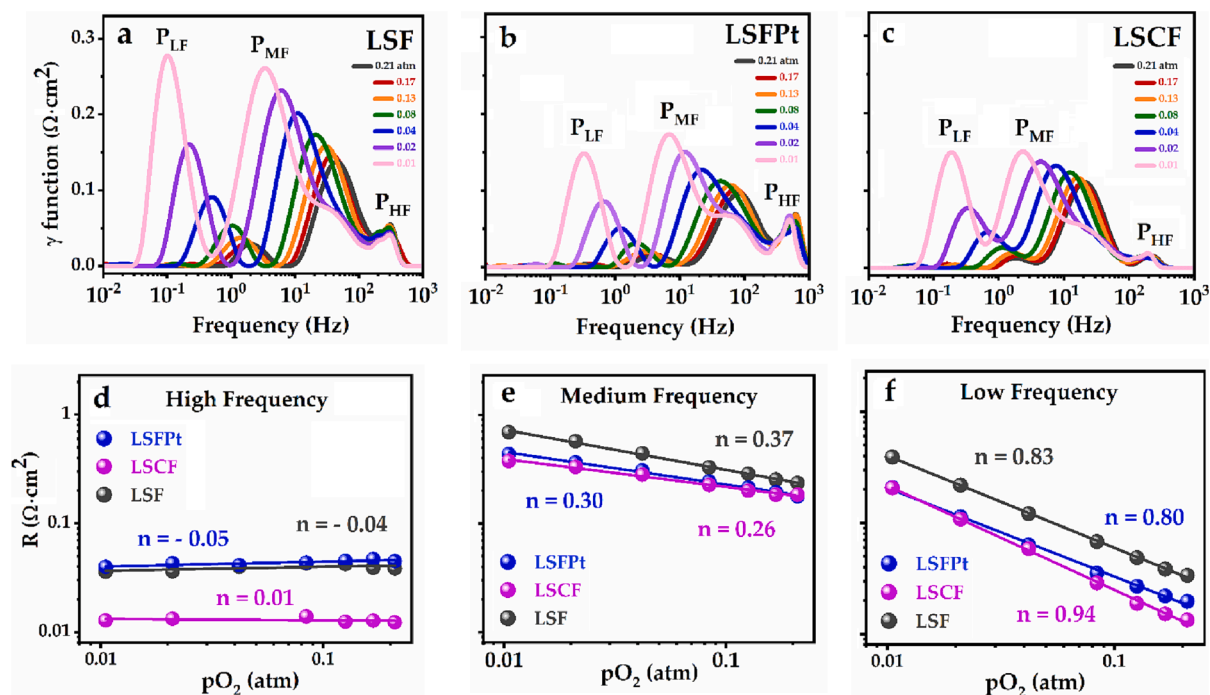 a
P_LF
P_MF
LSF
0.21 atm
0.17
0.13
0.08
0.04
0.02
0.01
P_HF
0.3
0.2
0.1
0.0
γ function (Ω·cm²)
10⁻² 10⁻¹ 10⁰ 10¹ 10² 10³
Frequency (Hz)
b
LSFPt
0.21 atm
0.17
0.13
0.08
0.04
0.02
0.01
P_LF
P_MF
P_HF
10⁻² 10⁻¹ 10⁰ 10¹ 10² 10³
Frequency (Hz)
c
LSCF
0.21 atm
0.17
0.13
0.08
0.04
0.02
0.01
P_LF
P_MF
P_HF
10⁻² 10⁻¹ 10⁰ 10¹ 10² 10³
Frequency (Hz)
d
High Frequency
LSFPt
LSCF
LSF
n = - 0.05
n = - 0.04
n = 0.01
1
0.1
0.01
R (Ω·cm²)
0.01 0.1
pO₂ (atm)
e
Medium Frequency
n = 0.37
n = 0.30
n = 0.26
LSFPt
LSCF
LSF
0.01 0.1
pO₂ (atm)
f
Low Frequency
n = 0.83
n = 0.80
LSFPt
LSCF
LSF
n = 0.94
0.01 0.1
pO₂ (atm)